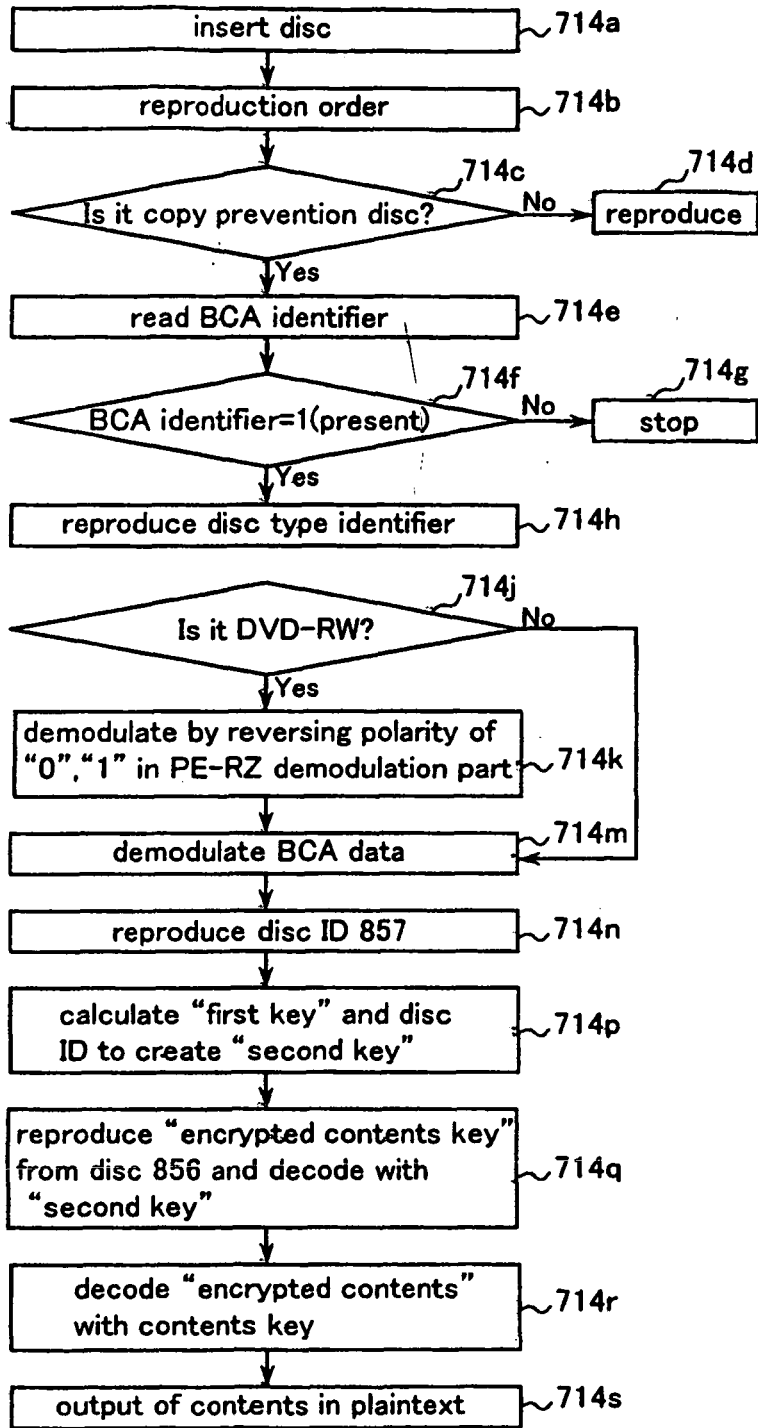 insert disc 714a
reproduction order 714b
714c 714d
Is it copy prevention disc? No reproduce
Yes
read BCA identifier 714e
714f 714g
BCA identifier=1(present) No stop
Yes
reproduce disc type identifier 714h
714j
Is it DVD-RW? No
Yes
demodulate by reversing polarity of
“0”,“1” in PE-RZ demodulation part 714k
demodulate BCA data 714m
reproduce disc ID 857 714n
calculate “first key” and disc
ID to create “second key” 714p
reproduce “encrypted contents key”
from disc 856 and decode with 714q
“second key”
decode “encrypted contents”
with contents key 714r
output of contents in plaintext 714s